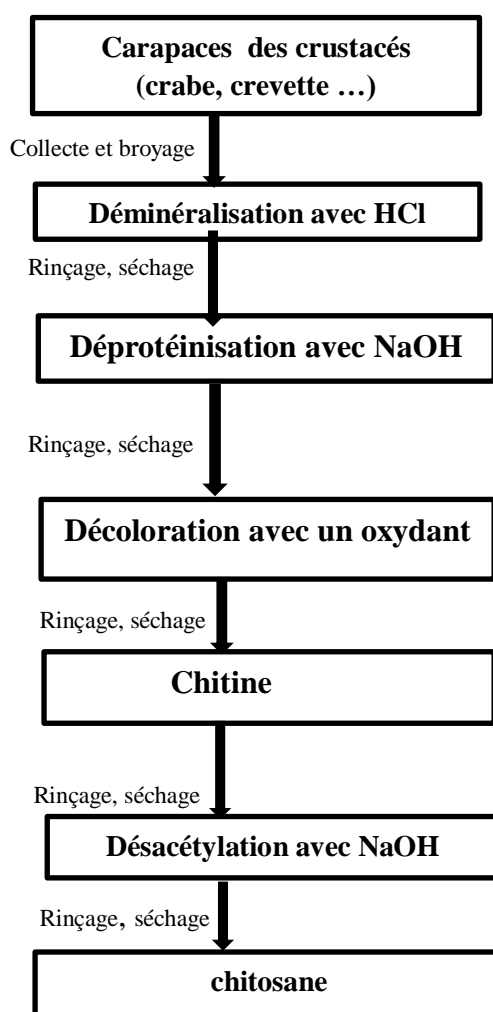 Carapaces des crustacés
(crabe, crevette …)
Collecte et broyage
Déminéralisation avec HCl
Rinçage, séchage
Déprotéinisation avec NaOH
Rinçage, séchage
Décoloration avec un oxydant
Rinçage, séchage
Chitine
Rinçage, séchage
Désacétylation avec NaOH
Rinçage, séchage
chitosane